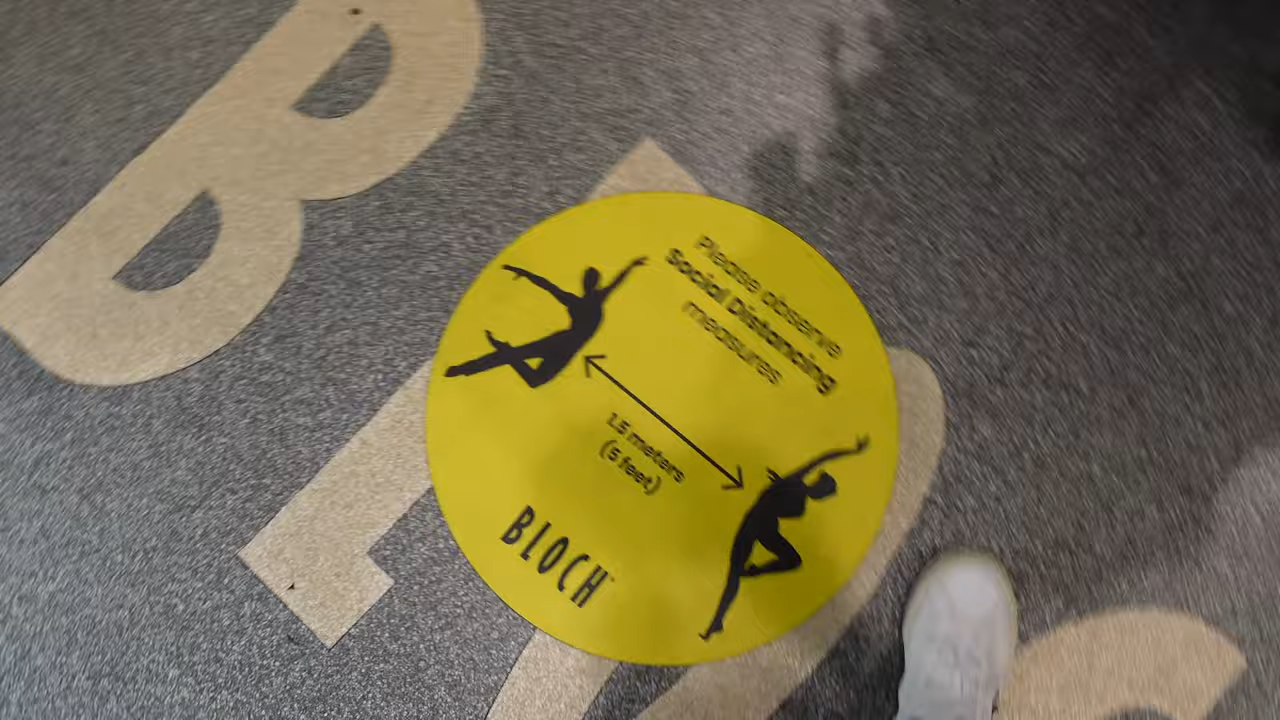 Please observe
Social Distancing
measures
1.5 meters
(5 feet)
BLOCH